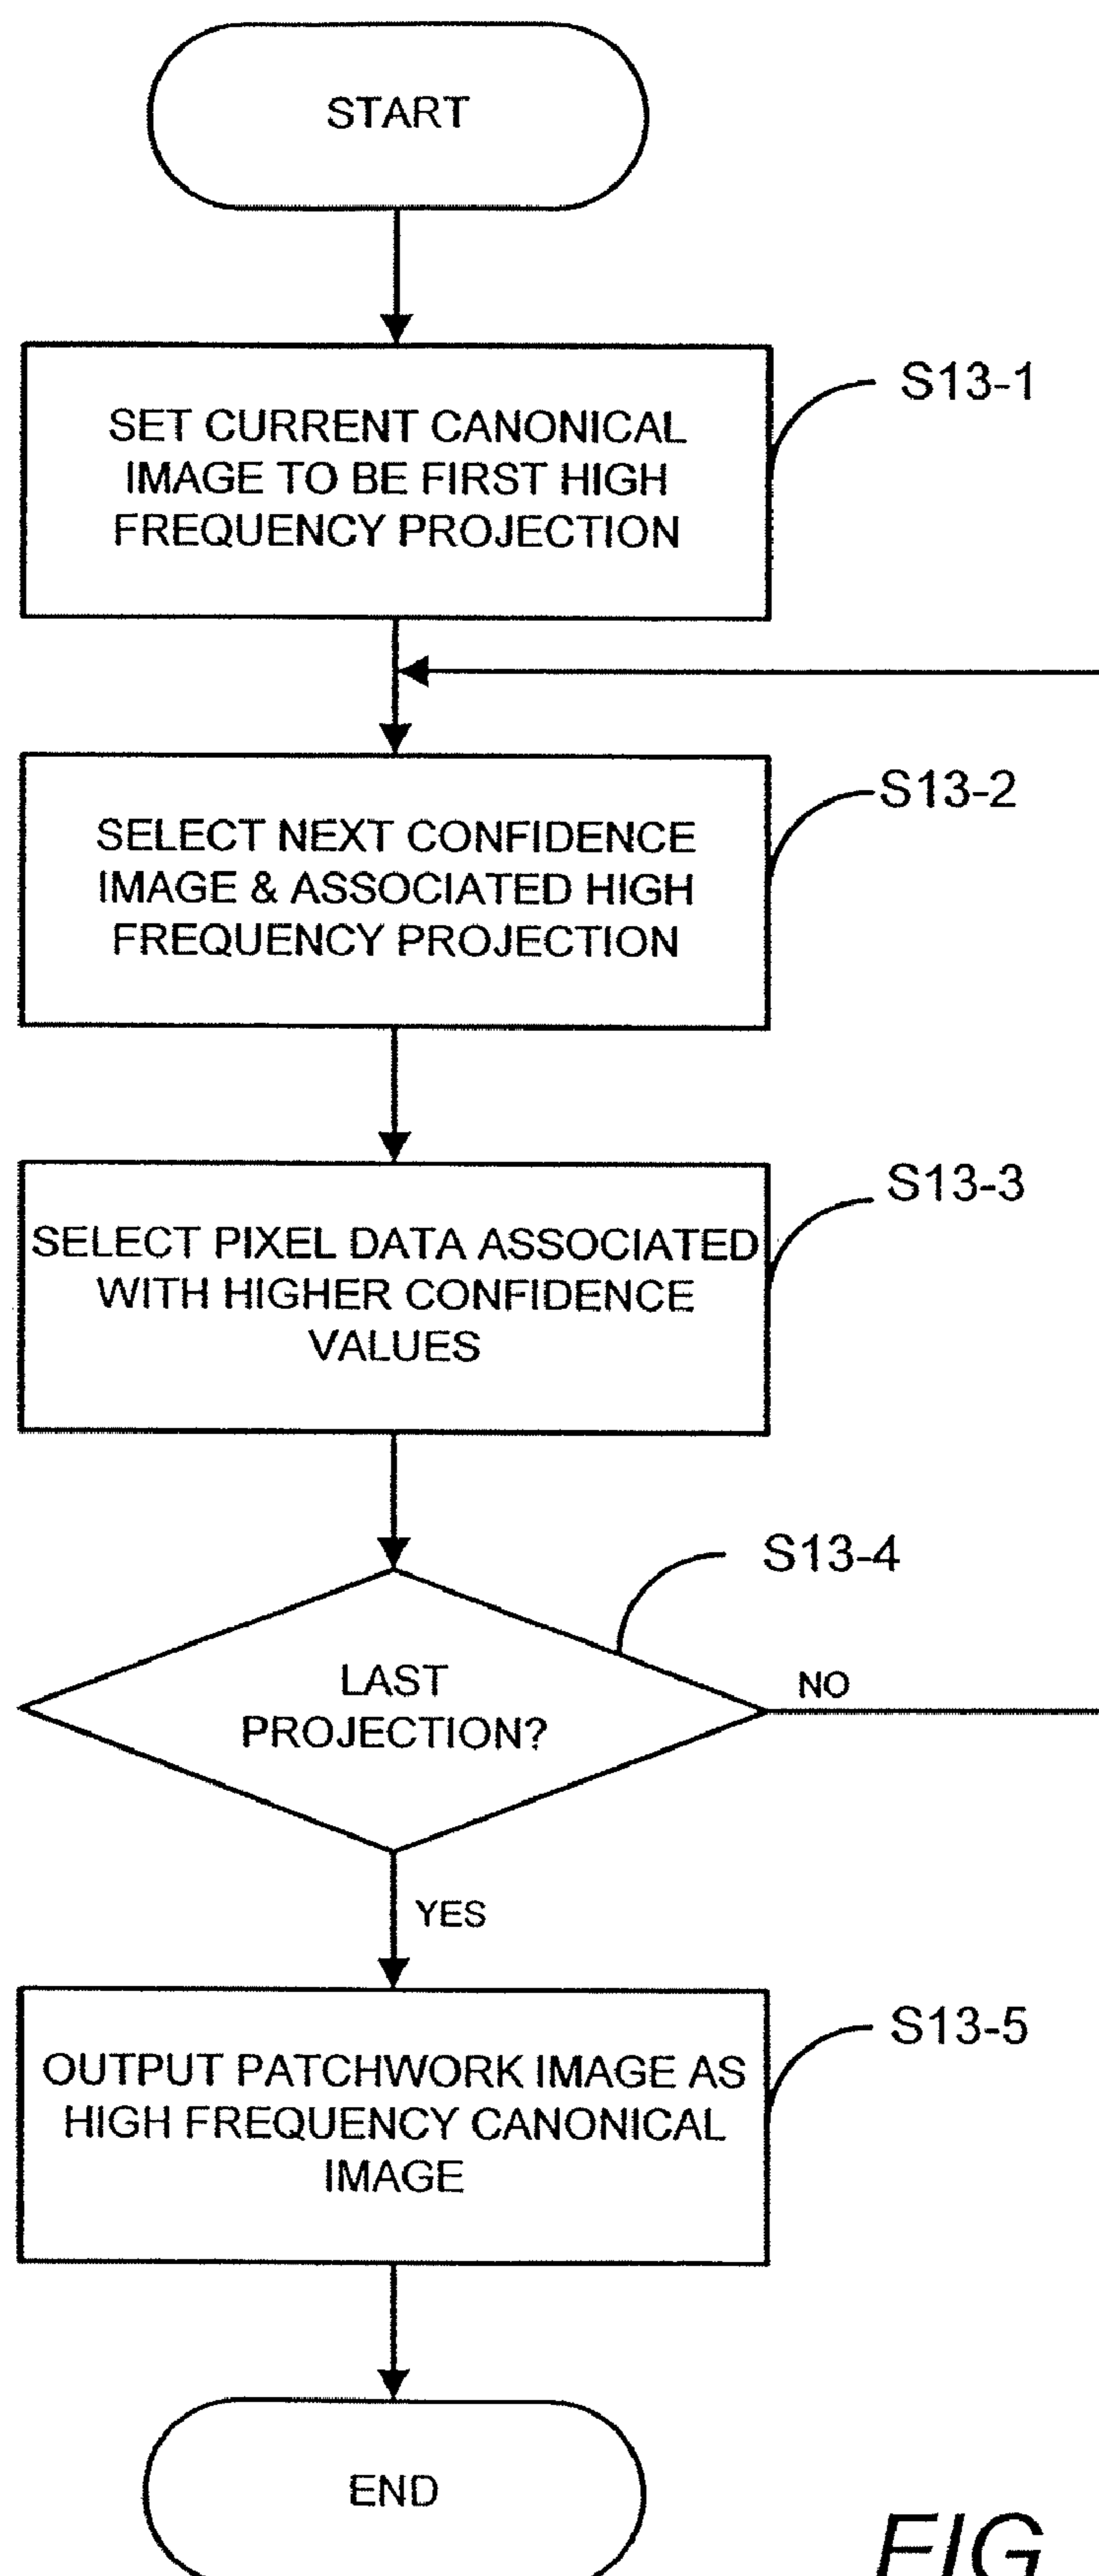 START
SET CURRENT CANONICAL
IMAGE TO BE FIRST HIGH
FREQUENCY PROJECTION
S13-1
SELECT NEXT CONFIDENCE
IMAGE & ASSOCIATED HIGH
FREQUENCY PROJECTION
S13-2
SELECT PIXEL DATA ASSOCIATED
WITH HIGHER CONFIDENCE
VALUES
S13-3
LAST
PROJECTION?
S13-4
NO
YES
OUTPUT PATCHWORK IMAGE AS
HIGH FREQUENCY CANONICAL
IMAGE
S13-5
END
FIG